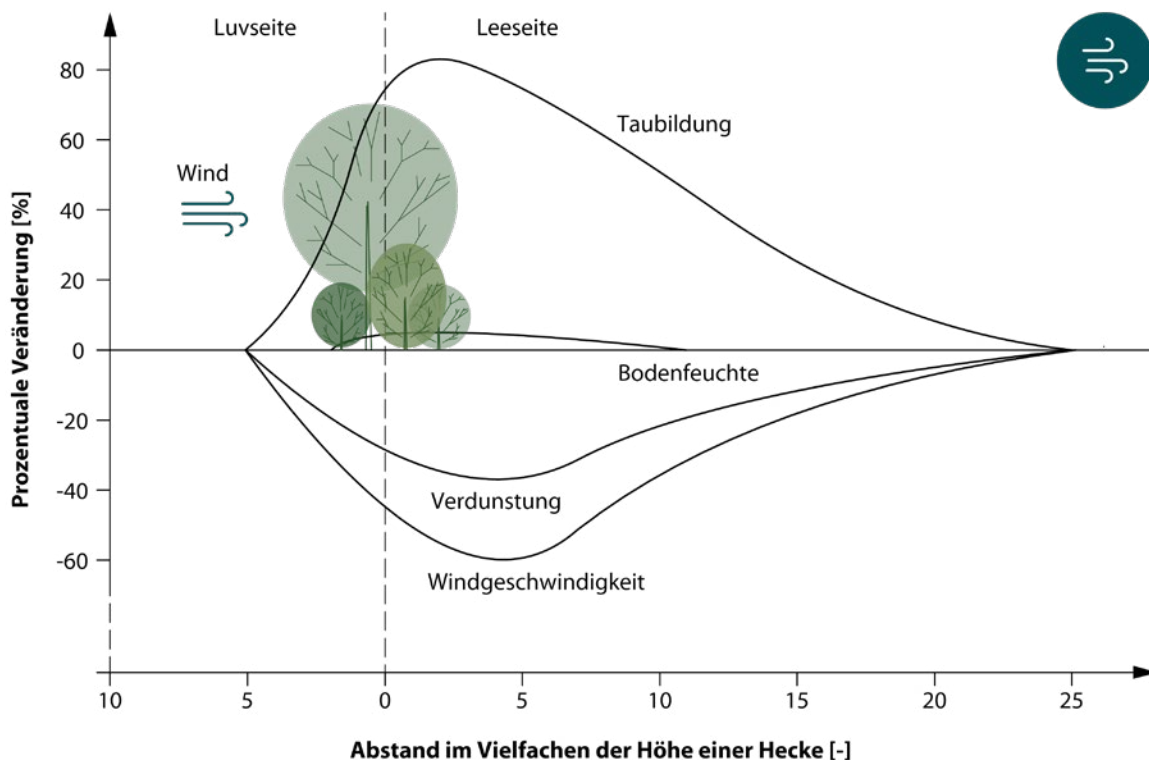 Luvseite
Leeseite
80
60
40
20
0
-20
-40
-60
Prozentuale Veränderung [%]
Wind
Taubildung
Bodenfeuchte
Verdunstung
Windgeschwindigkeit
10 5 0 5 10 15 20 25
Abstand im Vielfachen der Höhe einer Hecke [-]